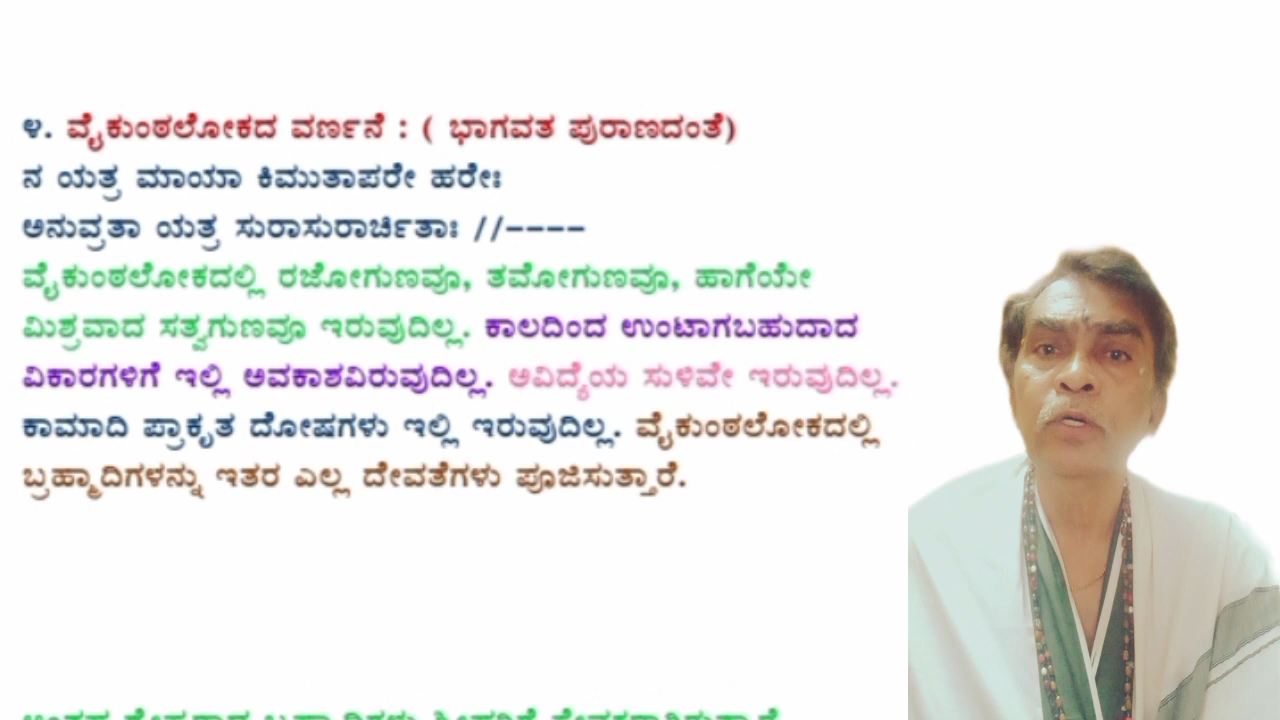 ೪. ವೈಕುಂಠಲೋಕದ ವರ್ಣನೆ : ( ಭಾಗವತ ಪುರಾಣದಂತೆ)
ನ ಯತ್ರ ಮಾಯಾ ಕಿಮುತಾಪರೇ ಹರೇಃ
ಅನುವ್ರತಾ ಯತ್ರ ಸುರಾಸುರಾರ್ಚಿತಾಃ //----
ವೈಕುಂಠಲೋಕದಲ್ಲಿ ರಜೋಗುಣವೂ, ತಮೋಗುಣವೂ, ಹಾಗೆಯೇ
ಮಿಶ್ರವಾದ ಸತ್ವಗುಣವೂ ಇರುವುದಿಲ್ಲ. ಕಾಲದಿಂದ ಉಂಟಾಗಬಹುದಾದ
ವಿಕಾರಗಳಿಗೆ ಇಲ್ಲಿ ಅವಕಾಶವಿರುವುದಿಲ್ಲ. ಅವಿದ್ಯೆಯ ಸುಳಿವೇ ಇರುವುದಿಲ್ಲ.
ಕಾಮಾದಿ ಪ್ರಾಕೃತ ದೋಷಗಳು ಇಲ್ಲಿ ಇರುವುದಿಲ್ಲ. ವೈಕುಂಠಲೋಕದಲ್ಲಿ
ಬ್ರಹ್ಮಾದಿಗಳನ್ನು ಇತರ ಎಲ್ಲ ದೇವತೆಗಳು ಪೂಜಿಸುತ್ತಾರೆ.